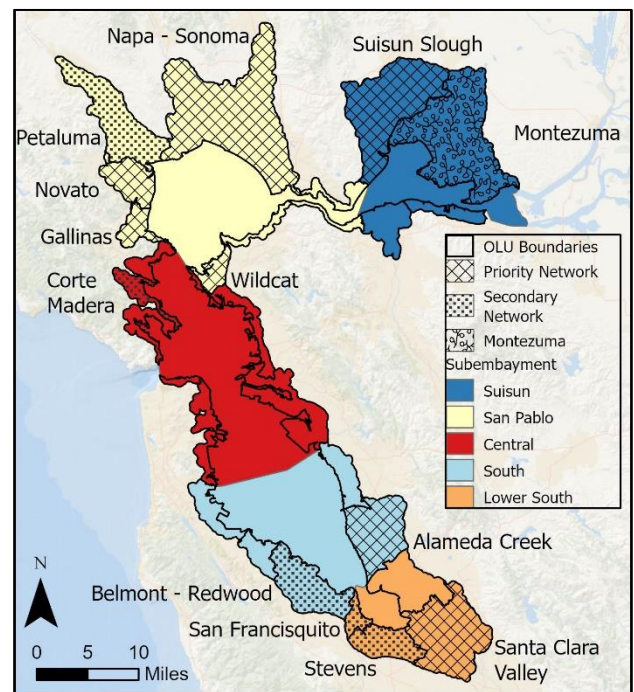 Napa - Sonoma
Suisun Slough
Petaluma
Montezuma
Novato
Gallinas
Corte
Madera
Wildcat
OLU Boundaries
Priority Network
Secondary
Network
Montezuma
Subembayment
Suisun
San Pablo
Central
South
Lower South
Alameda Creek
Belmont - Redwood
San Francisquito
Stevens
Santa Clara
Valley
N
0 5 10
Miles